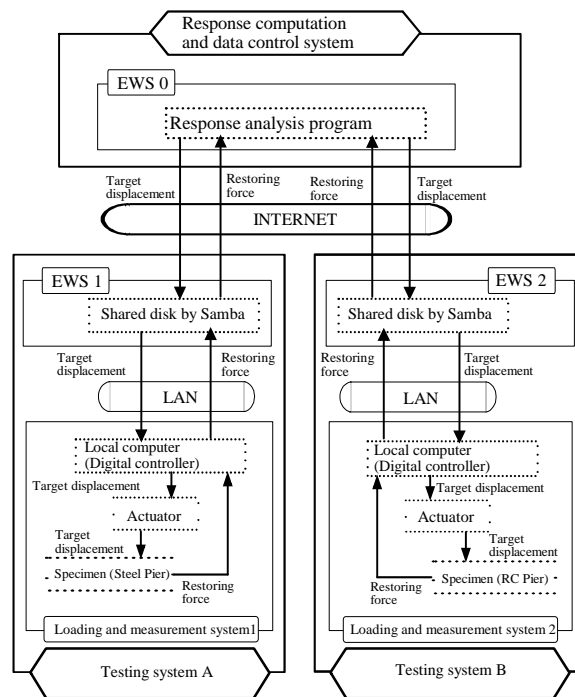 Response computation
and data control system
EWS 0
Response analysis program
Target
displacement
Restoring
force
Restoring
force
Target
displacement
INTERNET
EWS 1
Shared disk by Samba
Target
displacement
Restoring
force
LAN
Local computer
(Digital controller)
Target displacement
Actuator
Target
displacement
Specimen (Steel Pier)
Restoring
force
Loading and measurement system1
Testing system A
EWS 2
Shared disk by Samba
Restoring
force
Target
displacement
LAN
Local computer
(Digital controller)
Target displacement
Actuator
Target
displacement
Specimen (RC Pier)
Restoring
force
Loading and measurement system 2
Testing system B